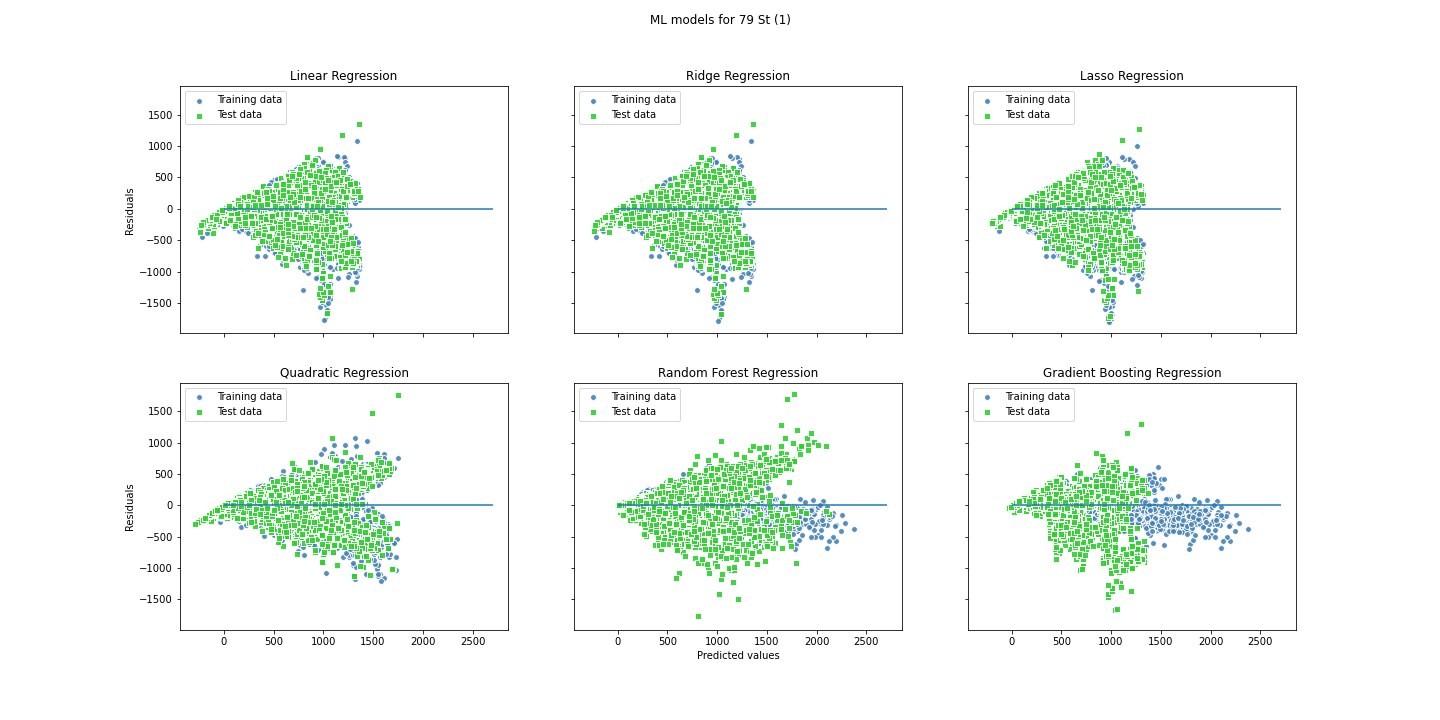 ML models for 79 St (1)
Linear Regression
Training data
Test data
1500
1000
500
0
−500
−1000
−1500
Residuals
Ridge Regression
Training data
Test data
Lasso Regression
Training data
Test data
Quadratic Regression
Training data
Test data
1500
1000
500
0
−500
−1000
−1500
Residuals
0 500 1000 1500 2000 2500
Random Forest Regression
Training data
Test data
0 500 1000 1500 2000 2500
Predicted values
Gradient Boosting Regression
Training data
Test data
0 500 1000 1500 2000 2500